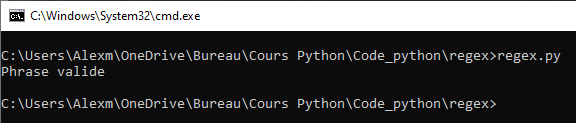 C:\Windows\System32\cmd.exe
C:\Users\Alexm\OneDrive\Bureau\Cours Python\Code_python\regex>regex.py
Phrase valide
C:\Users\Alexm\OneDrive\Bureau\Cours Python\Code_python\regex>